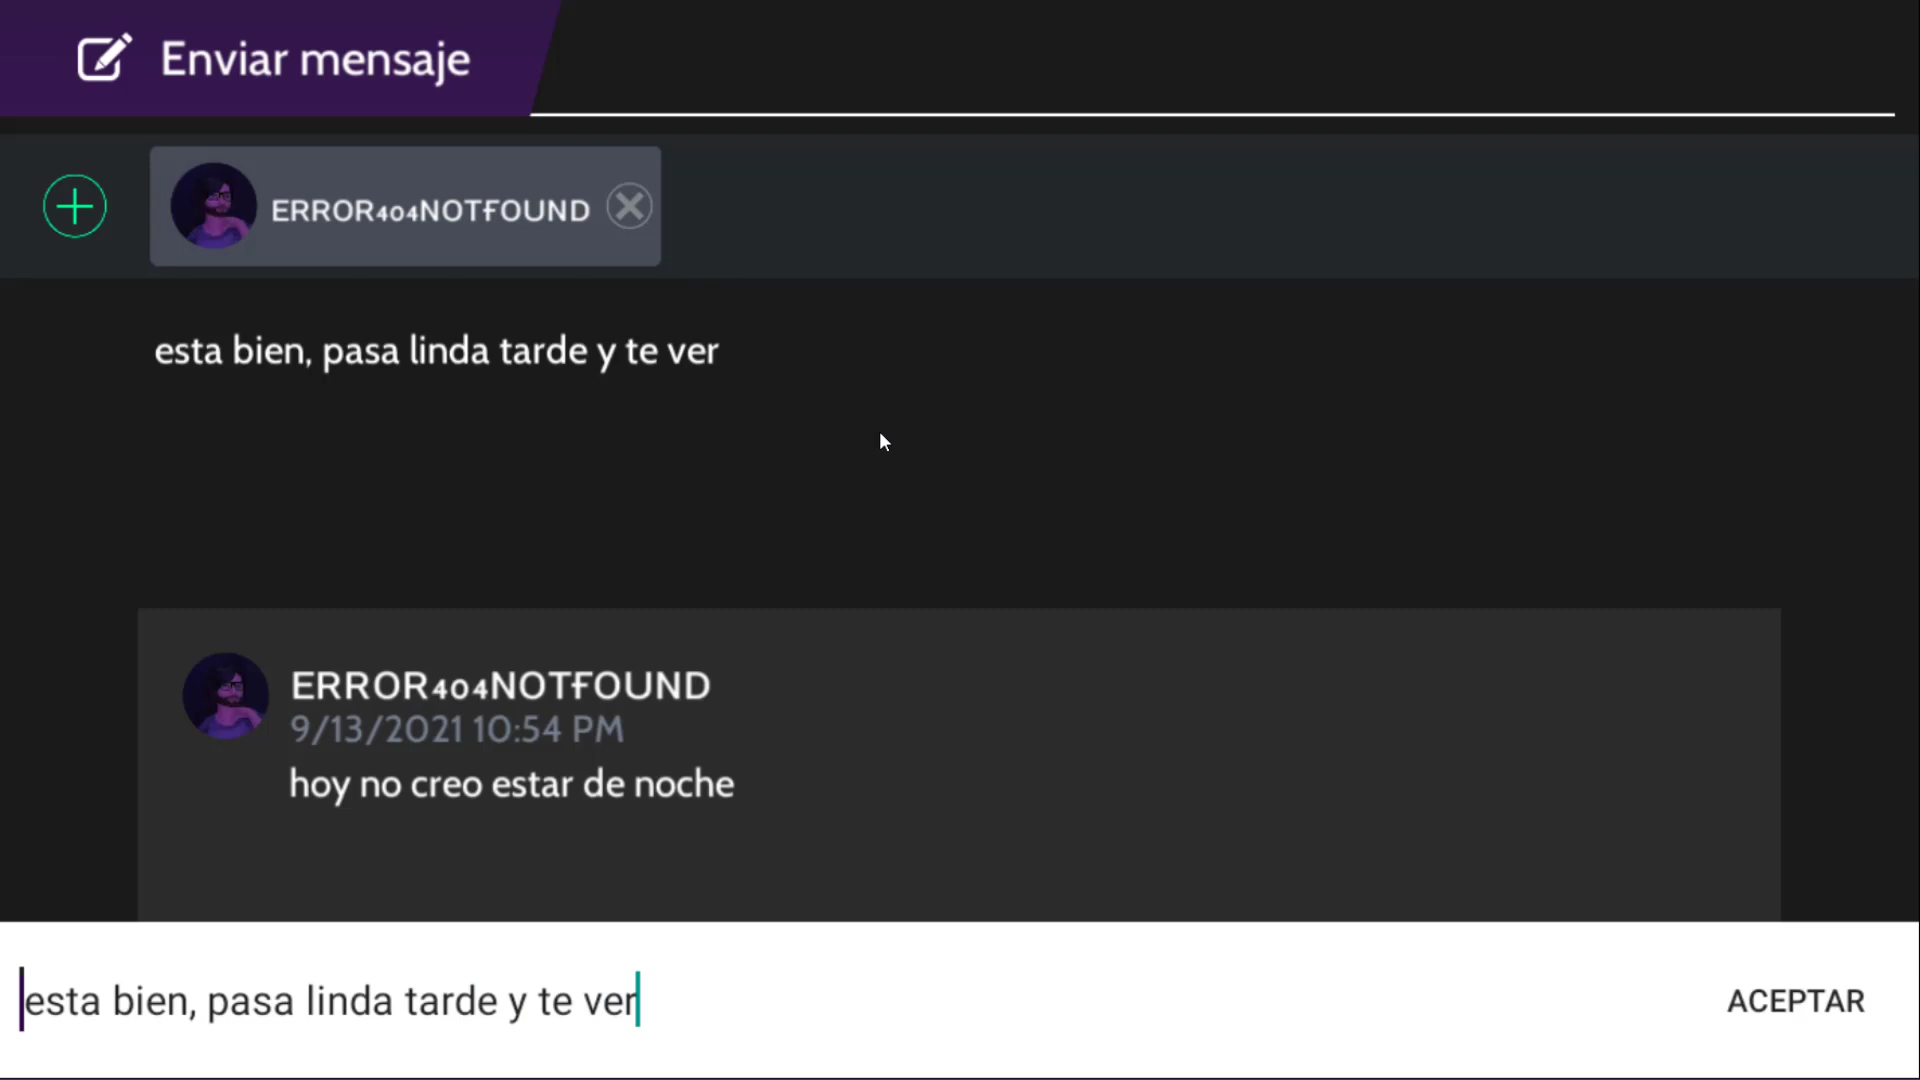 Enviar mensaje
ERROR404NOTFOUND
esta bien, pasa linda tarde y te ver
ERROR404NOTFOUND
9/13/2021 10:54 PM
hoy no creo estar de noche
esta bien, pasa linda tarde y te ver
ACEPTAR